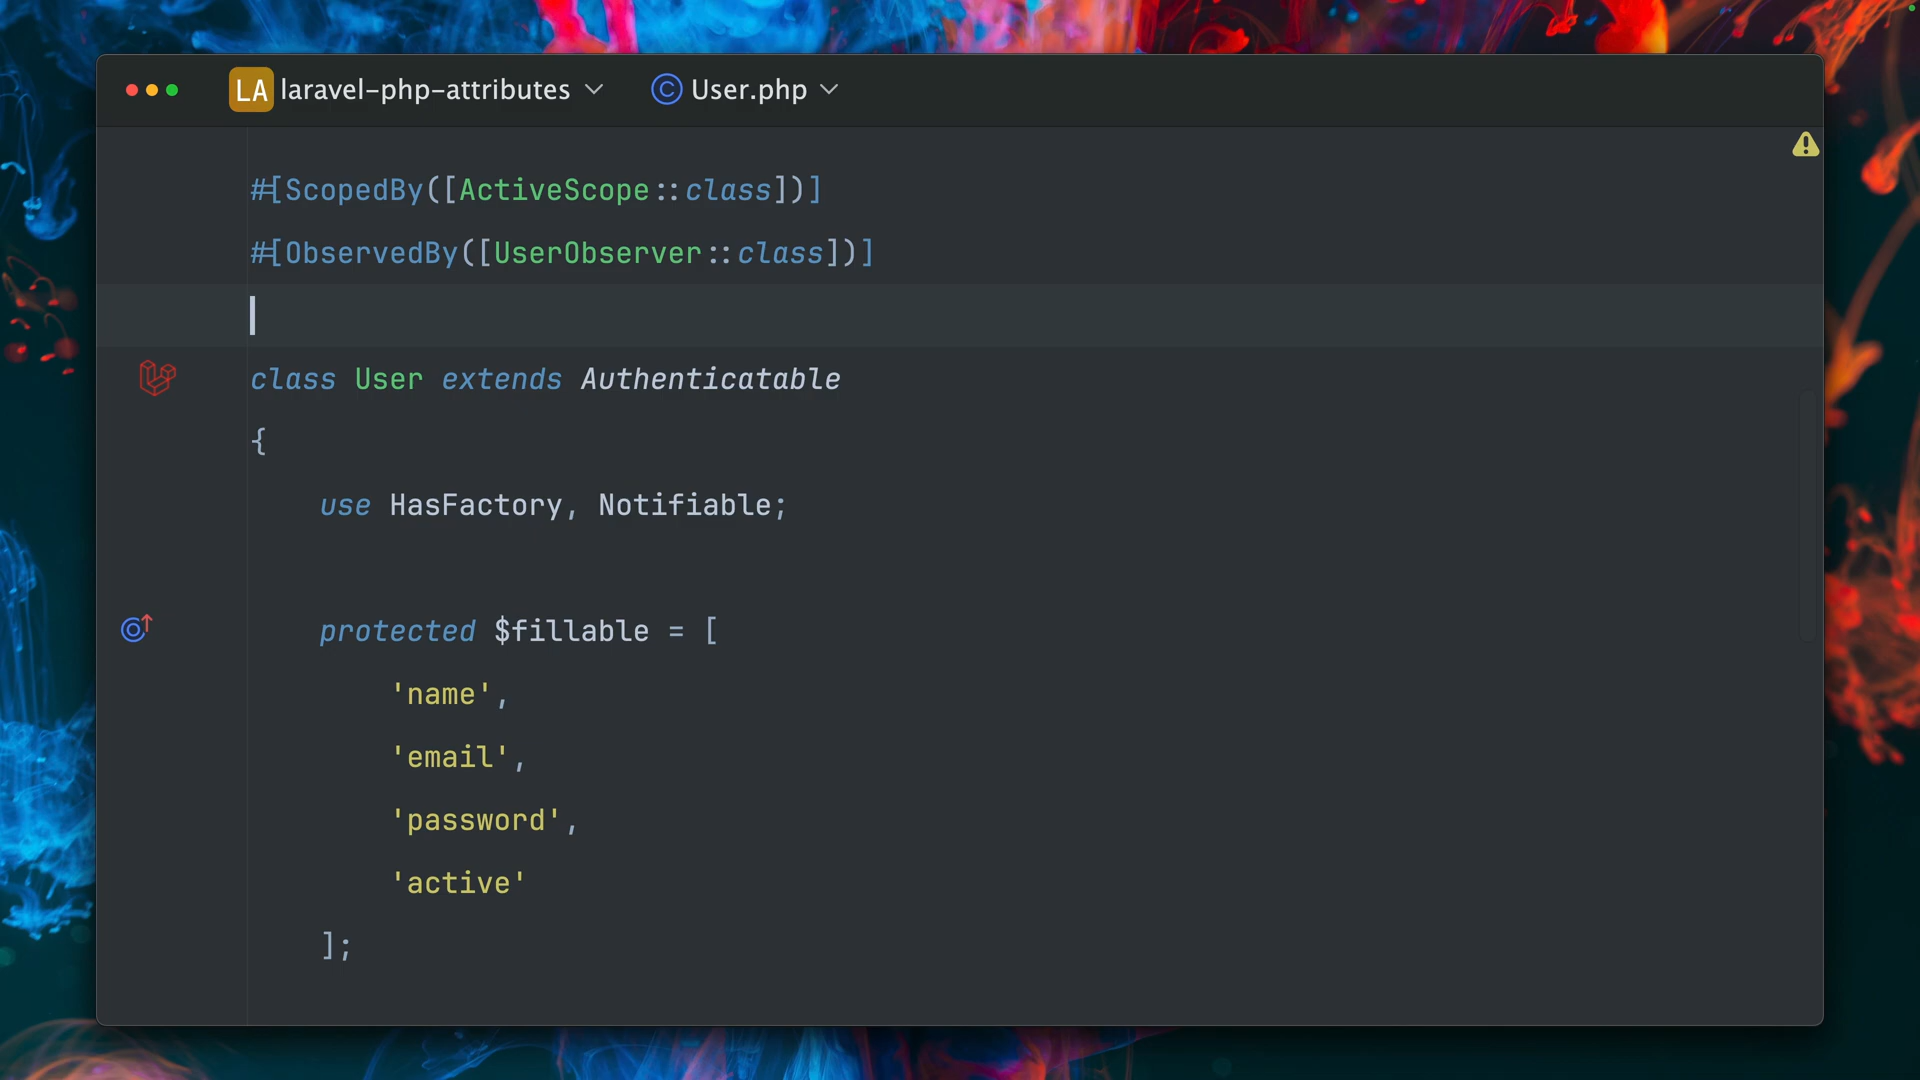 LA laravel-php-attributes User.php
#[ScopedBy([ActiveScope::class])]
#[ObservedBy([UserObserver::class])]
class User extends Authenticatable
{
    use HasFactory, Notifiable;
    protected $fillable = [
        'name',
        'email',
        'password',
        'active'
    ];